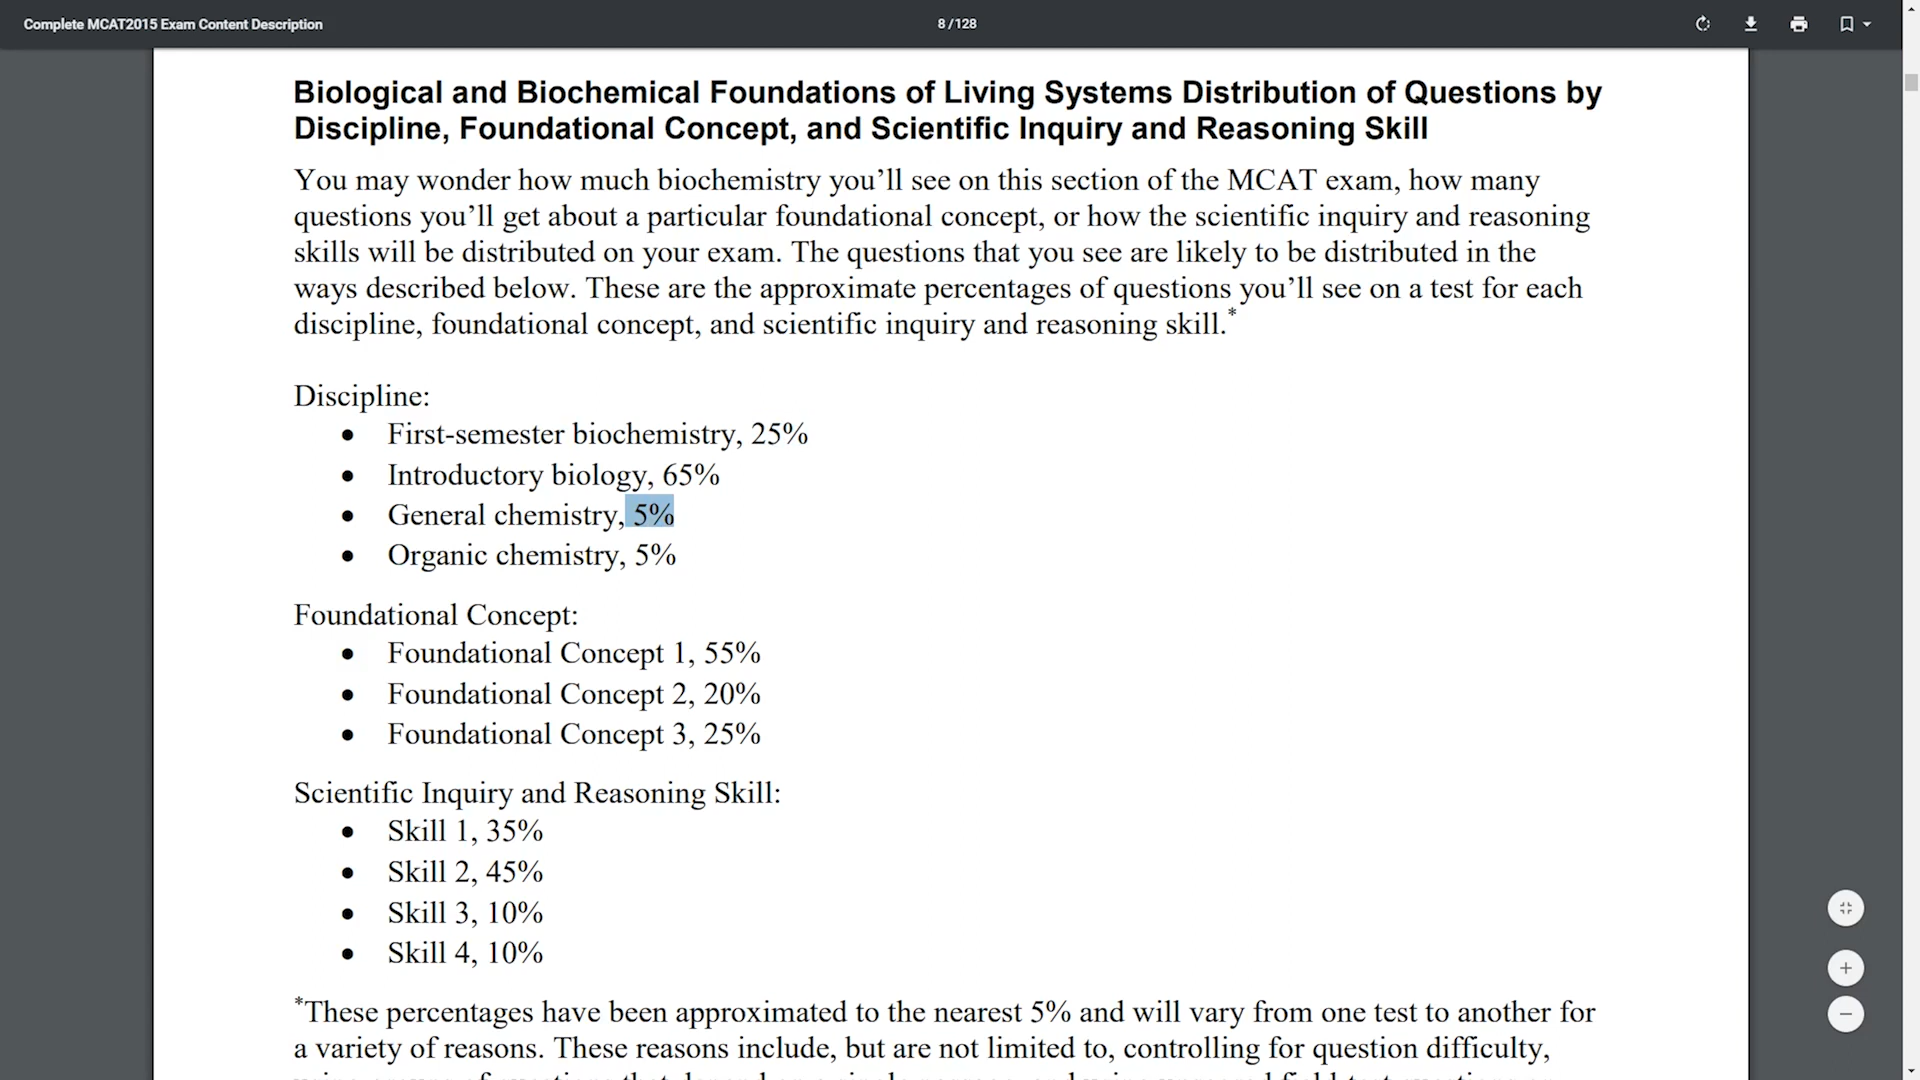 Complete MCAT2015 Exam Content Description
8 / 128
Biological and Biochemical Foundations of Living Systems Distribution of Questions by
Discipline, Foundational Concept, and Scientific Inquiry and Reasoning Skill
You may wonder how much biochemistry you’ll see on this section of the MCAT exam, how many
questions you’ll get about a particular foundational concept, or how the scientific inquiry and reasoning
skills will be distributed on your exam. The questions that you see are likely to be distributed in the
ways described below. These are the approximate percentages of questions you’ll see on a test for each
discipline, foundational concept, and scientific inquiry and reasoning skill.*
Discipline:
• First-semester biochemistry, 25%
• Introductory biology, 65%
• General chemistry, 5%
• Organic chemistry, 5%
Foundational Concept:
• Foundational Concept 1, 55%
• Foundational Concept 2, 20%
• Foundational Concept 3, 25%
Scientific Inquiry and Reasoning Skill:
• Skill 1, 35%
• Skill 2, 45%
• Skill 3, 10%
• Skill 4, 10%
*These percentages have been approximated to the nearest 5% and will vary from one test to another for
a variety of reasons. These reasons include, but are not limited to, controlling for question difficulty,